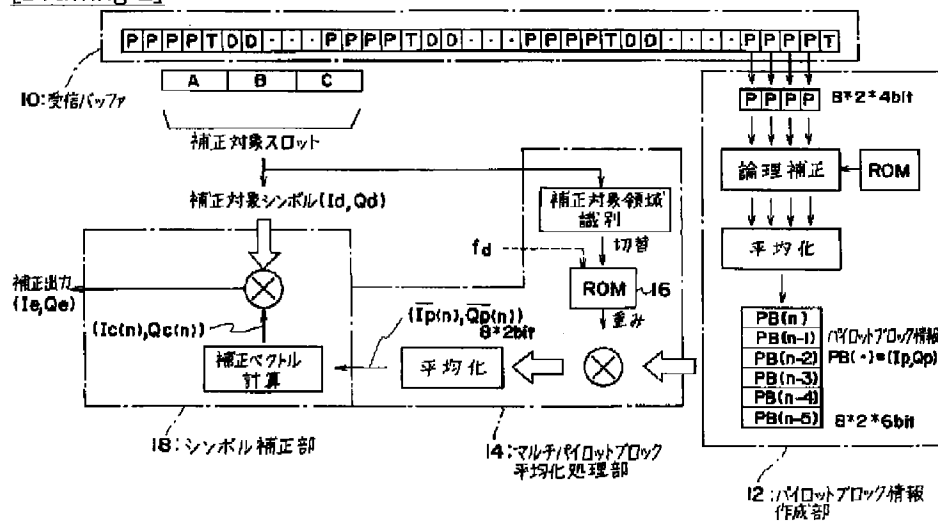 [Drawing 2]
P P P P T D D · · · P P P P T D D · · · P P P P T D D · · · · P P P P T
A B C
10:受信バッファ
補正対象スロット
P P P P 8*2*4bit
論理補正
ROM
補正対象シンボル(Id,Qd)
補正対象領域
識別
切替
平均化
fd
補正出力
(Ie,Qe)
ROM
16
重み
(Ic(n),Qc(n))
(Ip(n),Qp(n))
8*2bit
PB(n)
PB(n-1)
PB(n-2)
PB(n-3)
PB(n-4)
PB(n-5)
パイロットブロック情報
PB(・)=(Ip,Qp)
8*2*6bit
補正ベクトル
計算
平均化
18:シンボル補正部
14:マルチパイロットブロック
平均化処理部
12:パイロットブロック情報
作成部